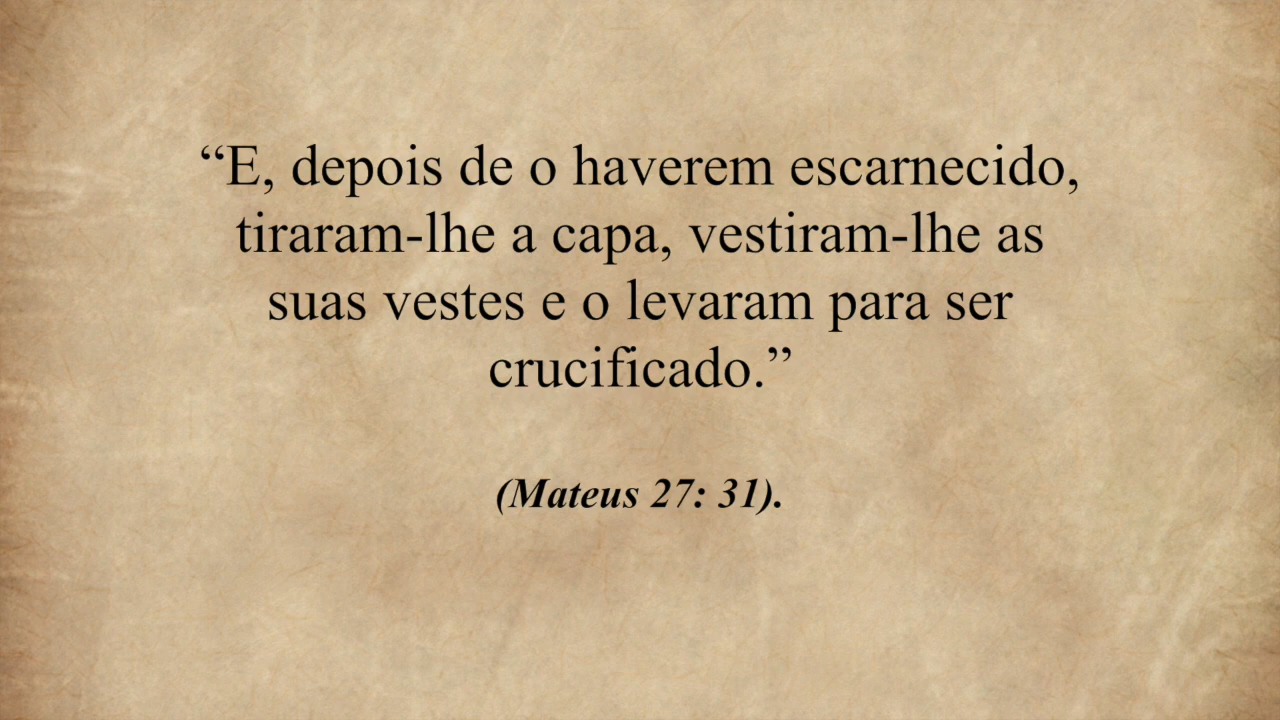 “E, depois de o haverem escarnecido,
tiraram-lhe a capa, vestiram-lhe as
suas vestes e o levaram para ser
crucificado.”
(Mateus 27: 31).